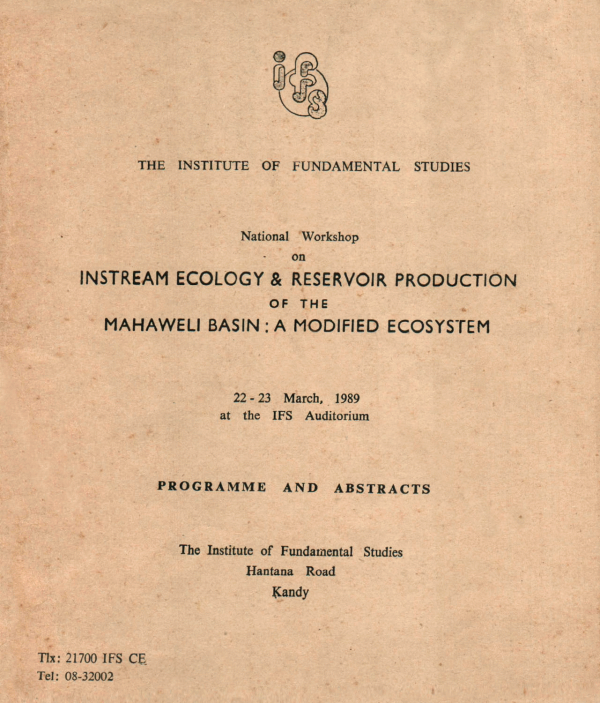 ifs
THE INSTITUTE OF FUNDAMENTAL STUDIES
National Workshop
on
INSTREAM ECOLOGY & RESERVOIR PRODUCTION
OF THE
MAHAWELI BASIN : A MODIFIED ECOSYSTEM
22 - 23 March, 1989
at the IFS Auditorium
PROGRAMME AND ABSTRACTS
The Institute of Fundamental Studies
Hantana Road
Kandy
Tlx: 21700 IFS CE
Tel: 08-32002